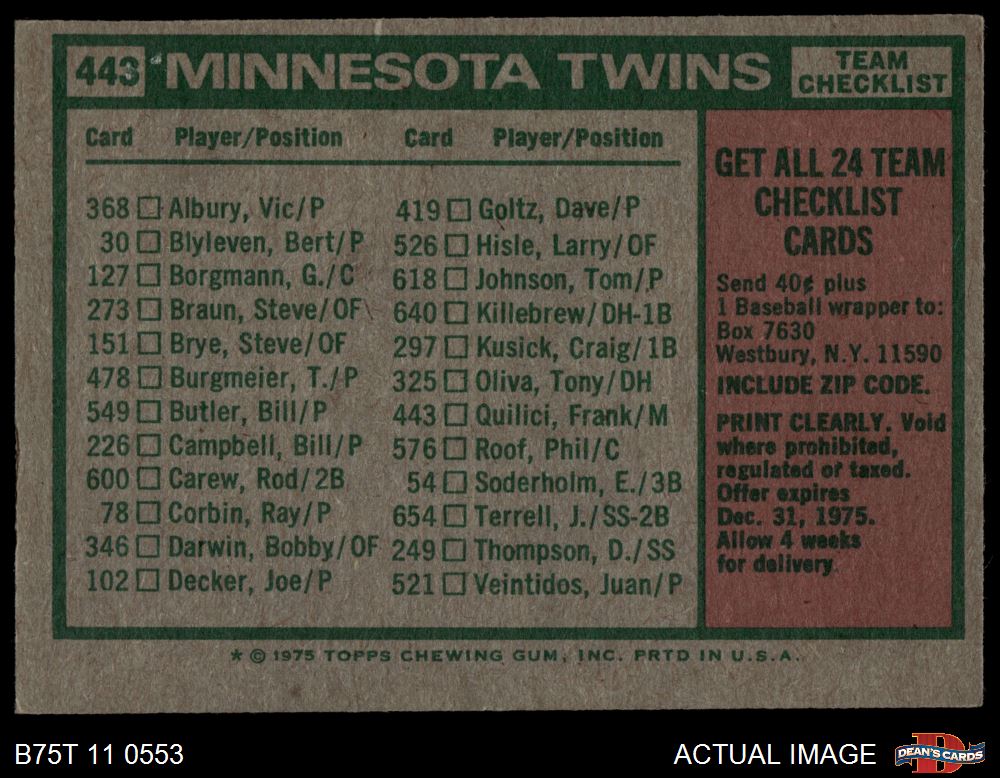 443 MINNESOTA TWINS TEAM CHECKLIST
Card Player/Position
368 Albury, Vic/P
30 Blyleven, Bert/P
127 Borgmann, G./C
273 Braun, Steve/OF
151 Brye, Steve/OF
478 Burgmeier, T./P
549 Butler, Bill/P
226 Campbell, Bill/P
600 Carew, Rod/2B
78 Corbin, Ray/P
346 Darwin, Bobby/OF
102 Decker, Joe/P
Card Player/Position
419 Goltz, Dave/P
526 Hisle, Larry/OF
618 Johnson, Tom/P
640 Killebrew/DH-1B
297 Kusick, Craig/1B
325 Oliva, Tony/DH
443 Quilici, Frank/M
576 Roof, Phil/C
54 Soderholm, E./3B
654 Terrell, J./SS-2B
249 Thompson, D./SS
521 Veintidos, Juan/P
GET ALL 24 TEAM
CHECKLIST
CARDS
Send 40¢ plus
1 Baseball wrapper to:
Box 7630
Westbury, N.Y. 11590
INCLUDE ZIP CODE.
PRINT CLEARLY. Void
where prohibited,
regulated or taxed.
Offer expires
Dec. 31, 1975.
Allow 4 weeks
for delivery.
* © 1975 TOPPS CHEWING GUM, INC. PRTD IN U.S.A.
B75T 11 0553
ACTUAL IMAGE
DEAN'S CARDS